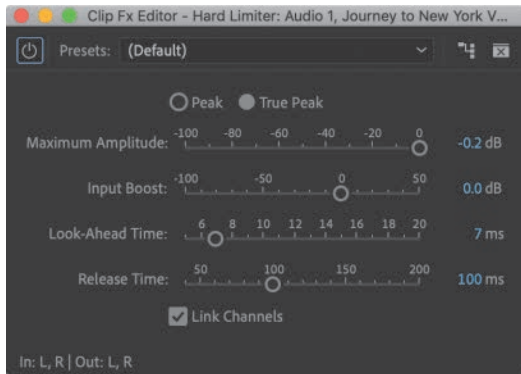 Clip Fx Editor - Hard Limiter: Audio 1, Journey to New York V...
Presets: (Default)
Peak True Peak
-100 -80 -60 -40 -20 0
Maximum Amplitude: -0.2 dB
-100 -50 0 50
Input Boost: 0.0 dB
6 8 10 12 14 16 18 20
Look-Ahead Time: 7 ms
50 100 150 200
Release Time: 100 ms
Link Channels
In: L, R | Out: L, R